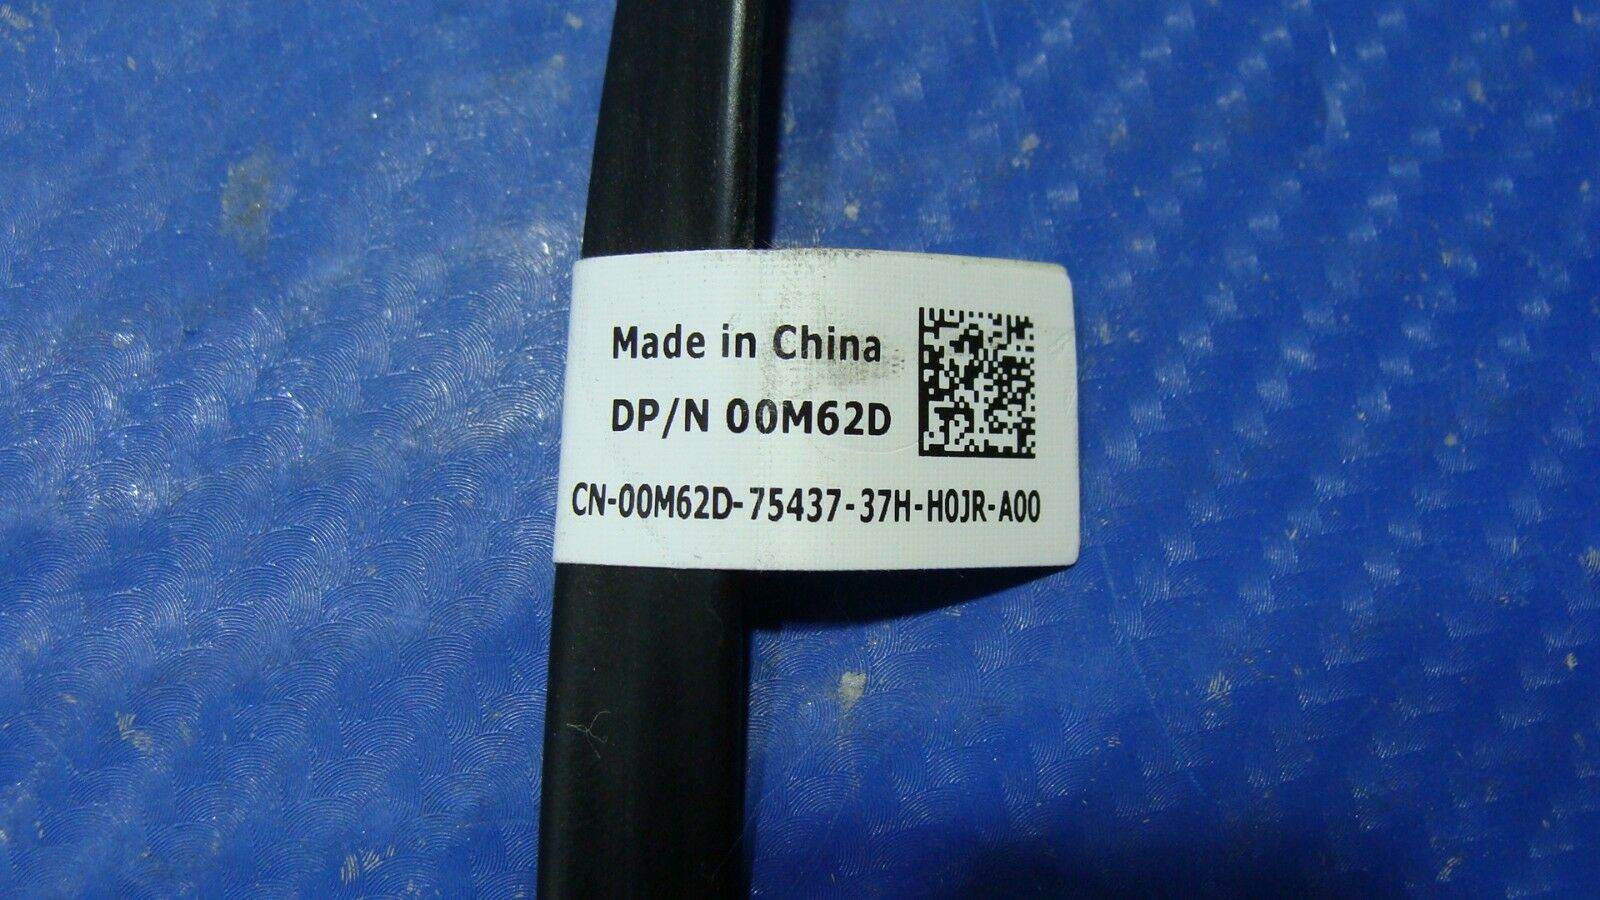 Made in China
DP/N 00M62D
CN-00M62D-75437-37H-H0JR-A00